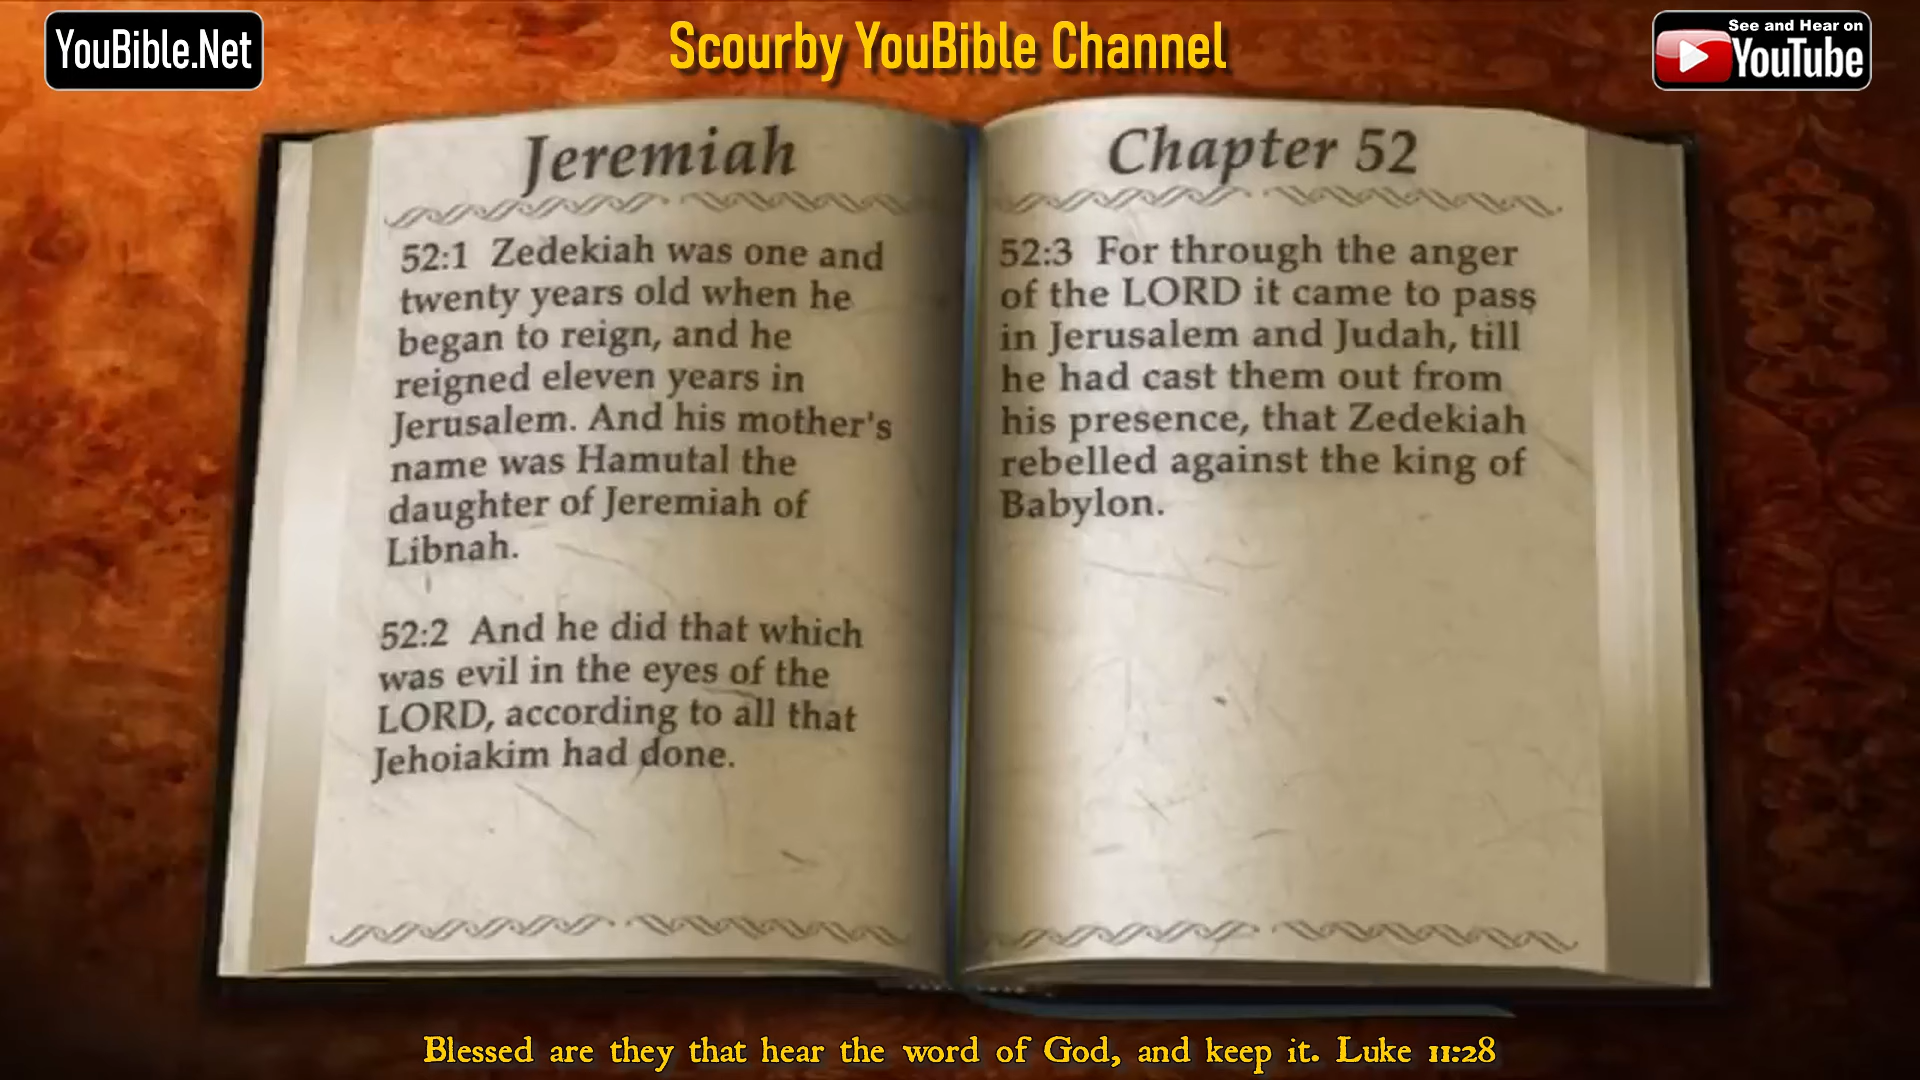 YouBible.Net
Scourby YouBible Channel
See and Hear on
YouTube
Jeremiah
52:1 Zedekiah was one and
twenty years old when he
began to reign, and he
reigned eleven years in
Jerusalem. And his mother's
name was Hamutal the
daughter of Jeremiah of
Libnah.
52:2 And he did that which
was evil in the eyes of the
LORD, according to all that
Jehoiakim had done.
Chapter 52
52:3 For through the anger
of the LORD it came to pass
in Jerusalem and Judah, till
he had cast them out from
his presence, that Zedekiah
rebelled against the king of
Babylon.
Blessed are they that hear the word of God, and keep it. Luke 11:28